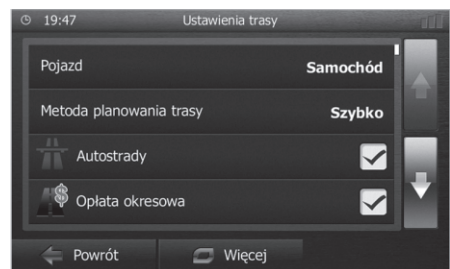 19:47 Ustawienia trasy
Pojazd Samochód
Metoda planowania trasy Szybko
Autostrady
$ Opłata okresowa
Powrót Więcej